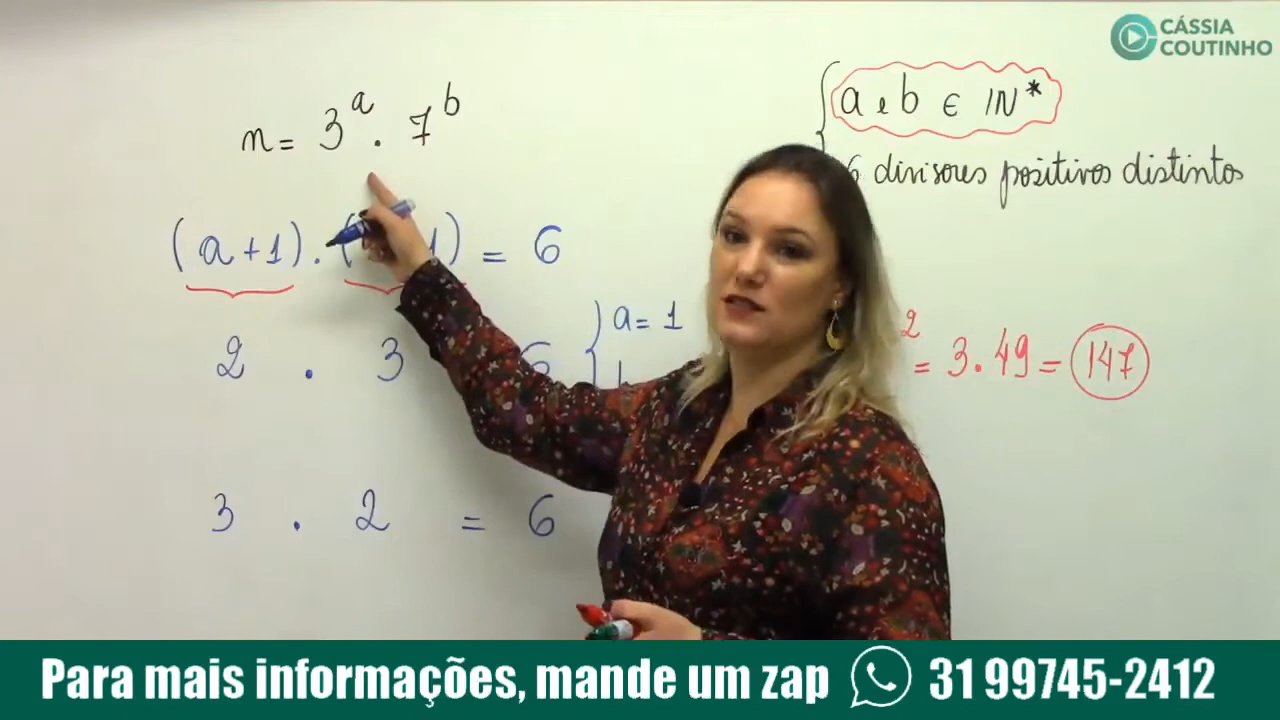 CÁSSIA
COUTINHO
n = 3^a . 7^b
a e b ∈ IN*
6 divisores positivos distintos
(a+1) . ( 1) = 6
a = 1
2 . 3 6
2 = 3 . 49 = 147
3 . 2 = 6
Para mais informações, mande um zap 31 99745-2412